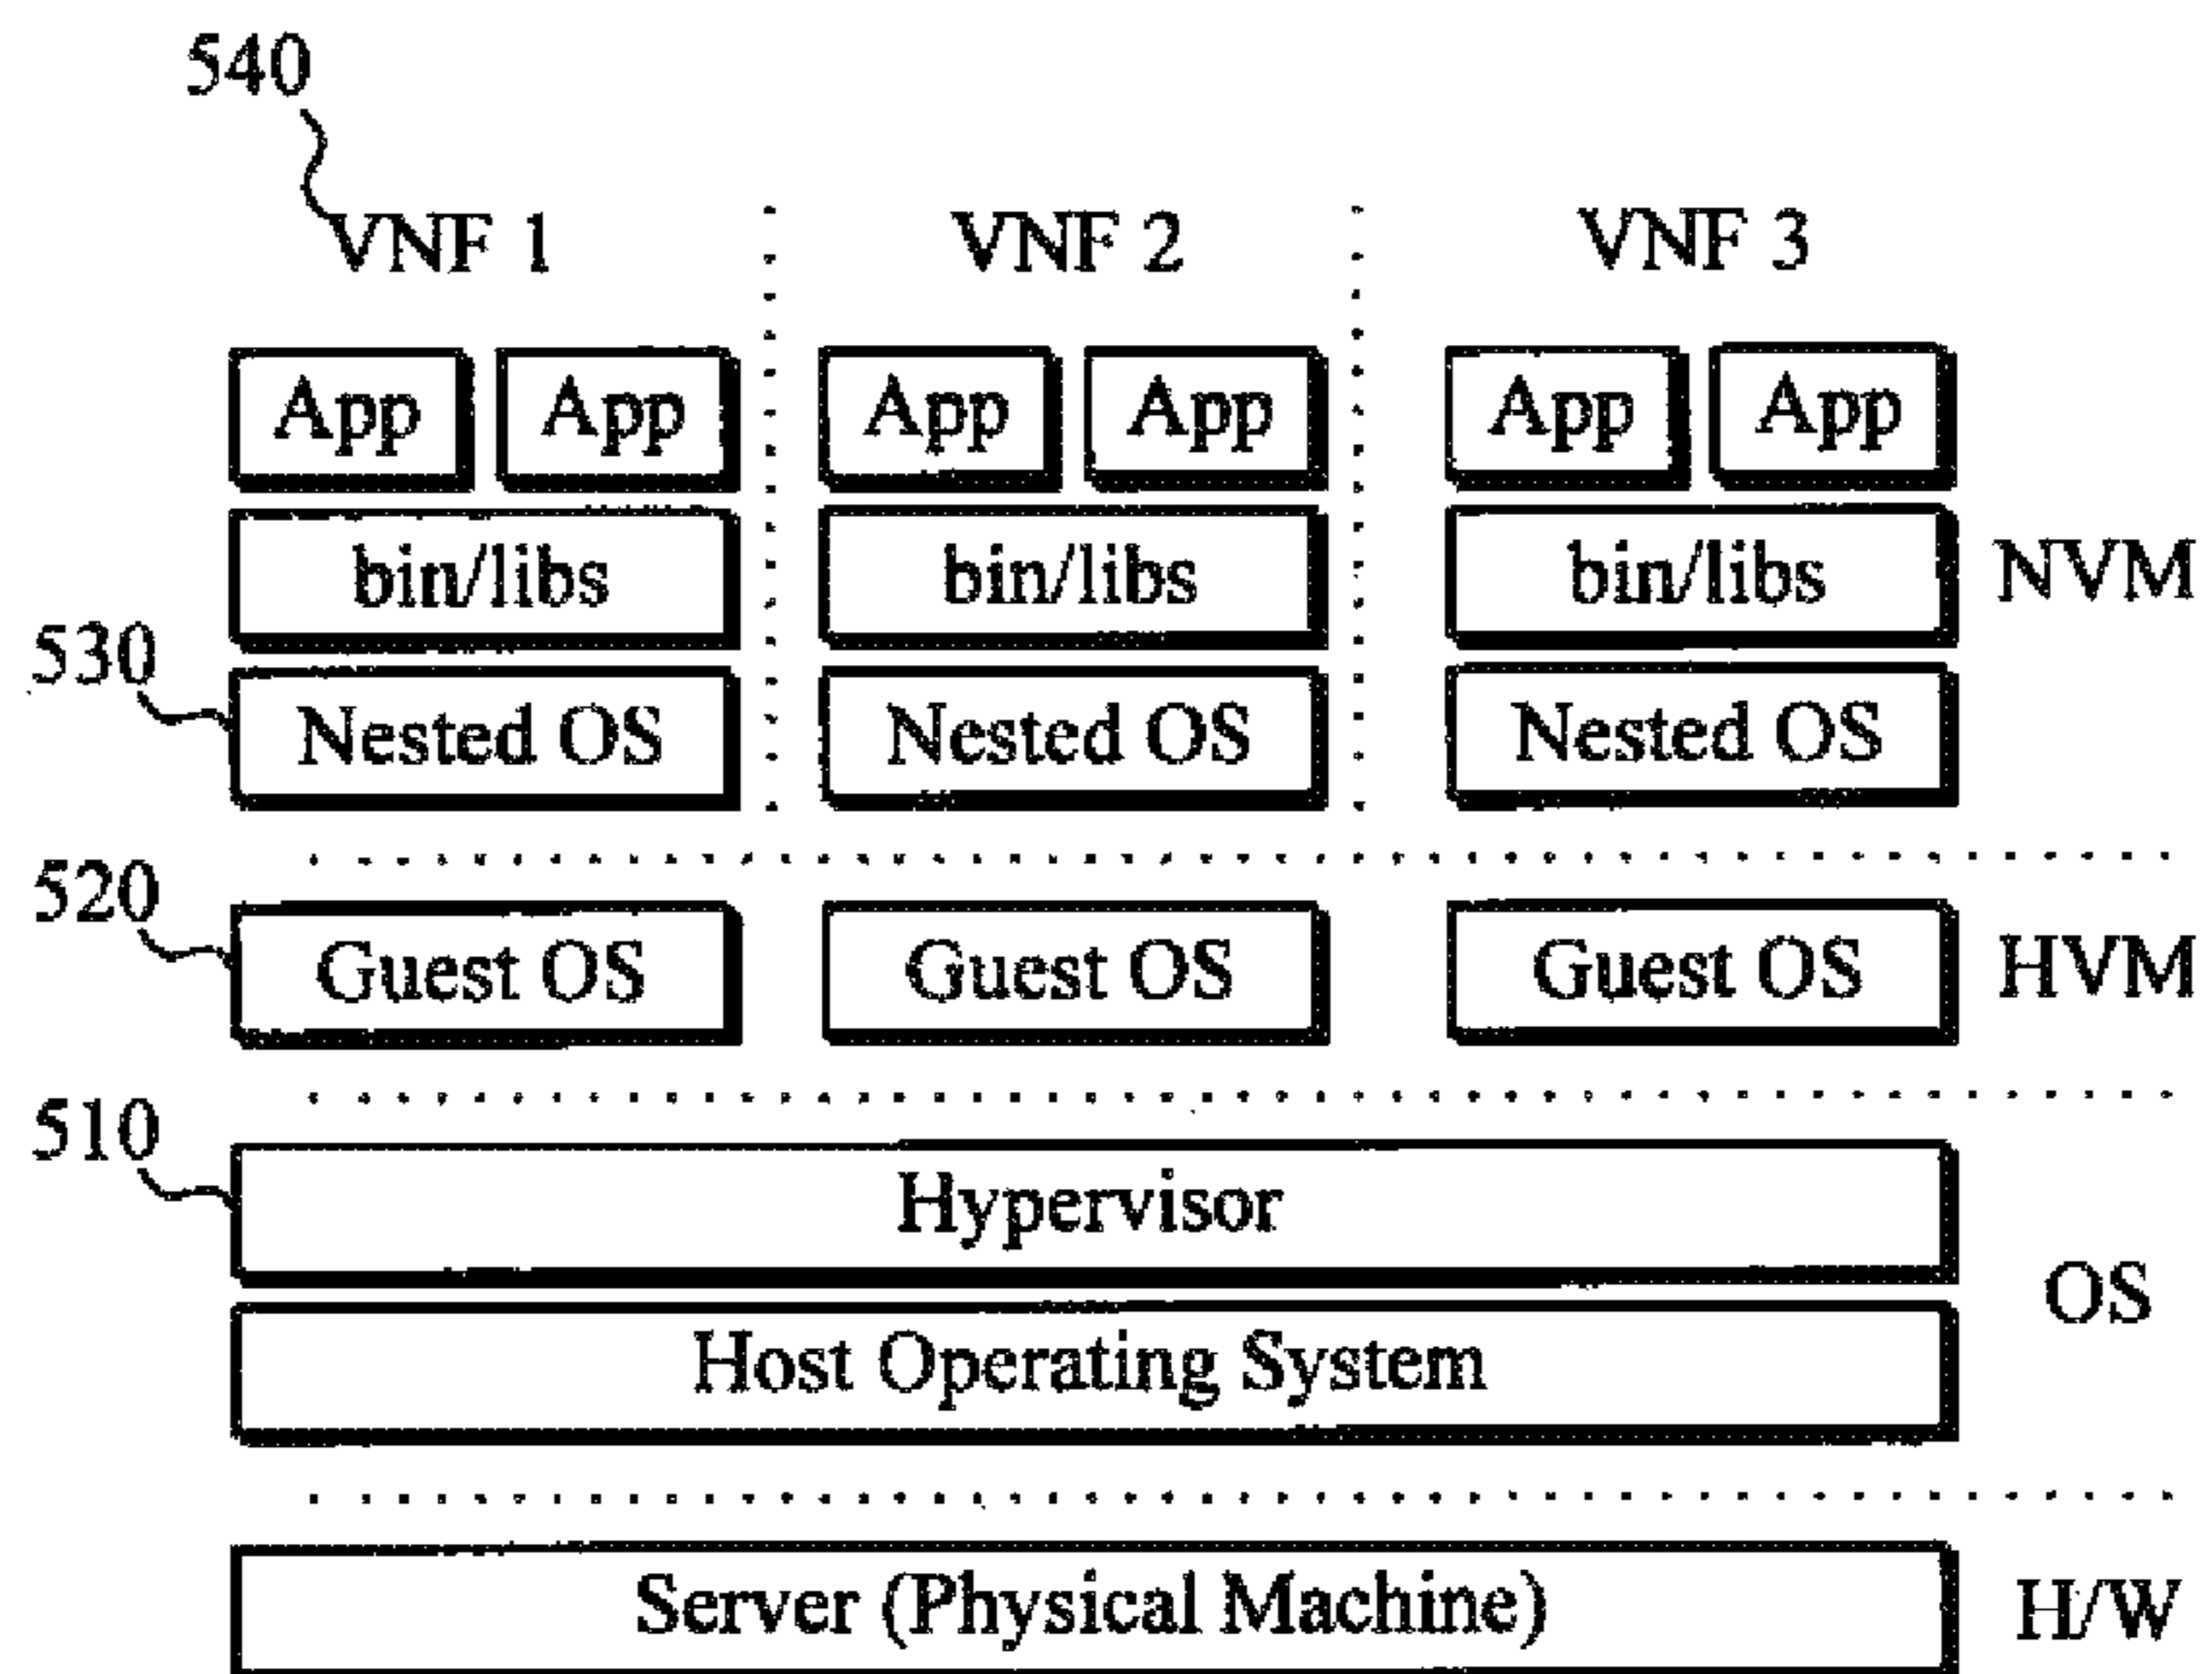 540
VNF 1 VNF 2 VNF 3
App App App App App App
bin/libs bin/libs bin/libs NVM
530
Nested OS Nested OS Nested OS
520
Guest OS Guest OS Guest OS HVM
510
Hypervisor
OS
Host Operating System
Server (Physical Machine) H/W